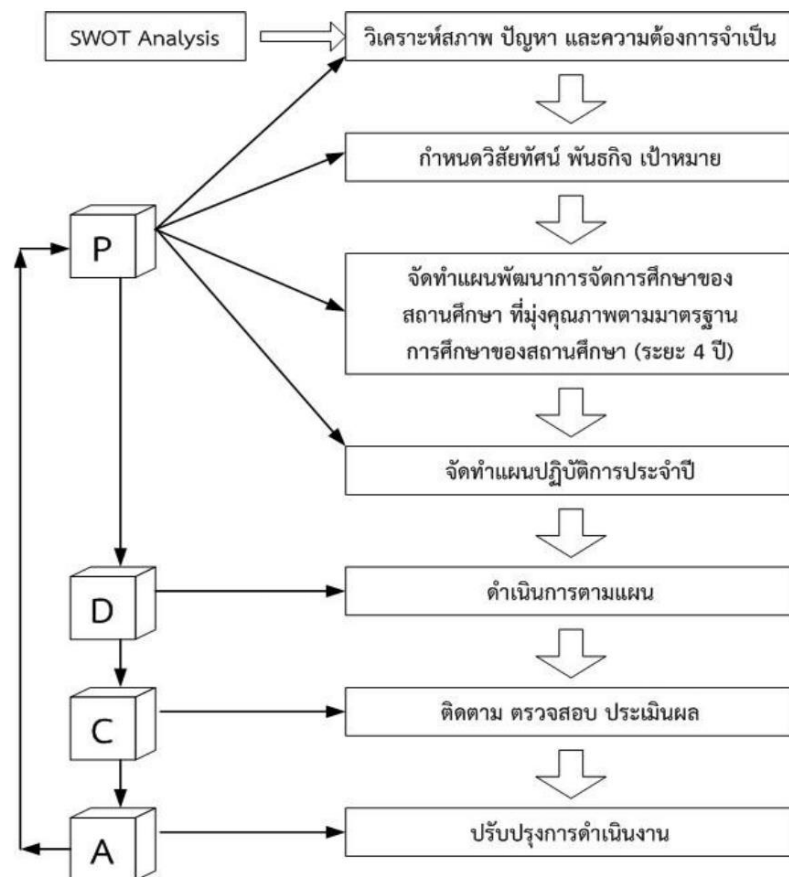 SWOT Analysis
วิเคราะห์สภาพ ปัญหา และความต้องการจำเป็น
กำหนดวิสัยทัศน์ พันธกิจ เป้าหมาย
P
จัดทำแผนพัฒนาการจัดการศึกษาของ
สถานศึกษา ที่มุ่งคุณภาพตามมาตรฐาน
การศึกษาของสถานศึกษา (ระยะ 4 ปี)
จัดทำแผนปฏิบัติการประจำปี
D
ดำเนินการตามแผน
C
ติดตาม ตรวจสอบ ประเมินผล
A
ปรับปรุงการดำเนินงาน